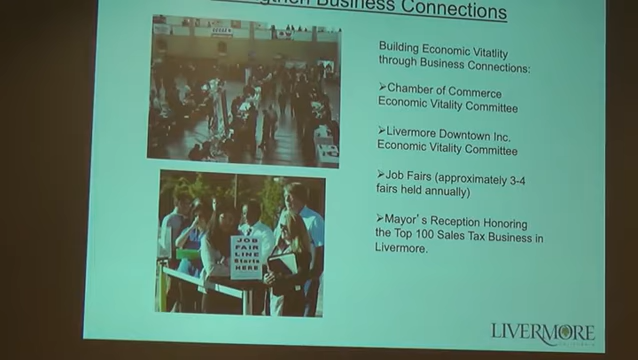 Business Connections
Building Economic Vitatlity
through Business Connections:
➢Chamber of Commerce
Economic Vitality Committee
➢Livermore Downtown Inc.
Economic Vitality Committee
➢Job Fairs (approximately 3-4
fairs held annually)
➢Mayor's Reception Honoring
the Top 100 Sales Tax Business in
Livermore.
JOB
FAIR
LINE
Starts
HERE
LIVERMORE